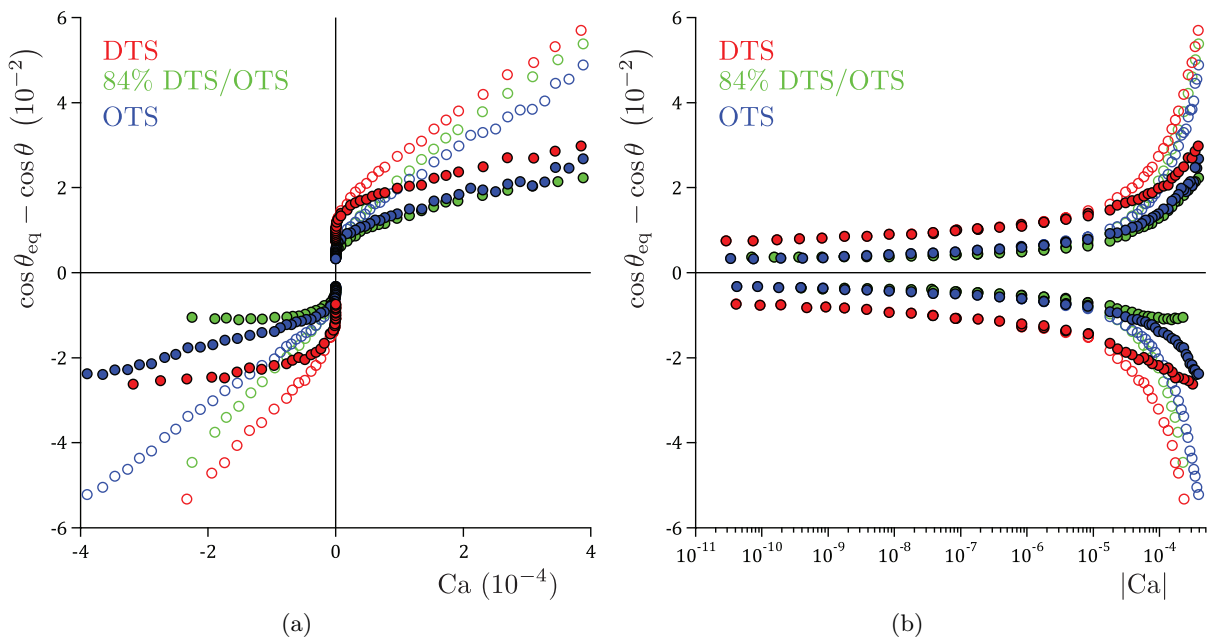 cos θeq − cos θ (10⁻²)
6
4
2
0
-2
-4
-6
DTS
84% DTS/OTS
OTS
-4 -2 0 2 4
Ca (10⁻⁴)
(a)
cos θeq − cos θ (10⁻²)
6
4
2
0
-2
-4
-6
DTS
84% DTS/OTS
OTS
10⁻¹¹ 10⁻¹⁰ 10⁻⁹ 10⁻⁸ 10⁻⁷ 10⁻⁶ 10⁻⁵ 10⁻⁴
|Ca|
(b)